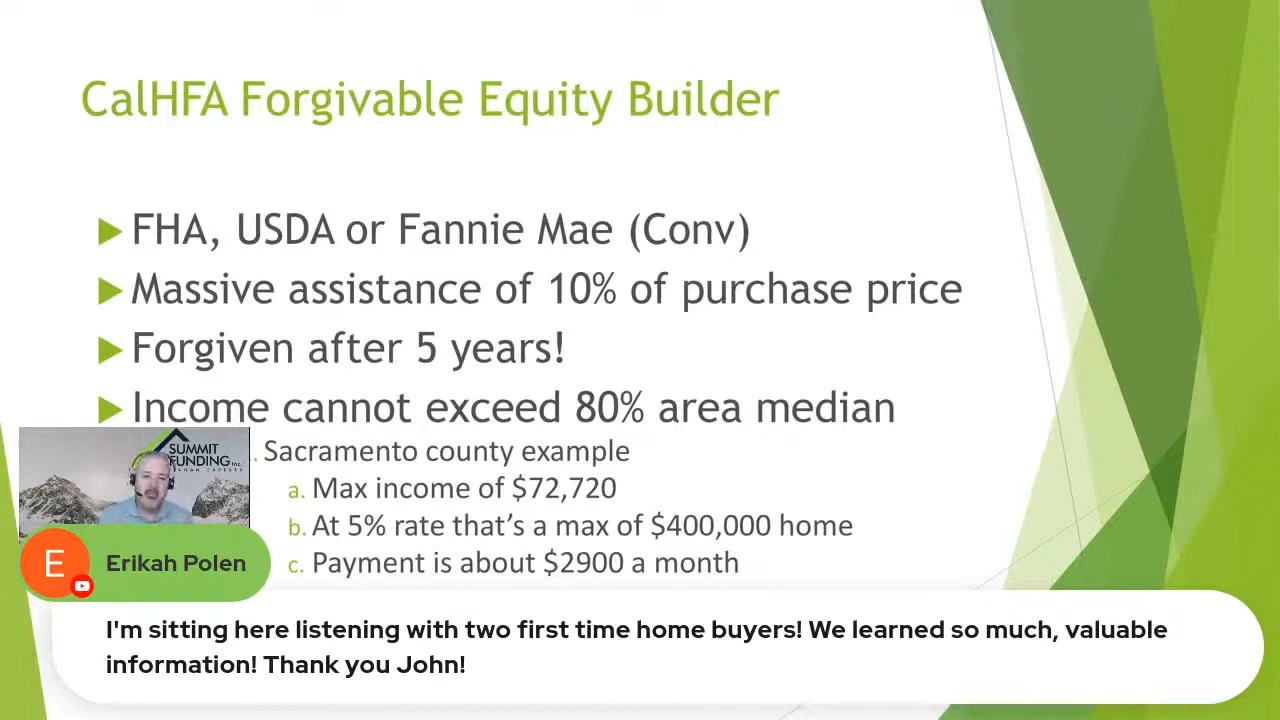 CalHFA Forgivable Equity Builder
FHA, USDA or Fannie Mae (Conv)
Massive assistance of 10% of purchase price
Forgiven after 5 years!
Income cannot exceed 80% area median
Sacramento county example
a. Max income of $72,720
b. At 5% rate that's a max of $400,000 home
c. Payment is about $2900 a month
SUMMIT
FUNDING Inc.
E
Erikah Polen
I'm sitting here listening with two first time home buyers! We learned so much, valuable
information! Thank you John!